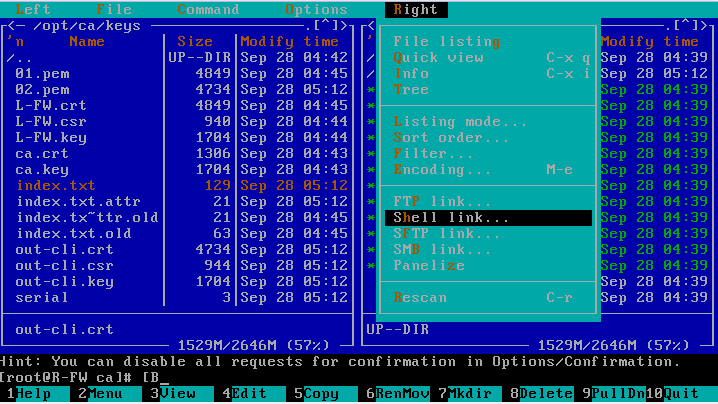 Left File Command Options Right
<─ /opt/ca/keys .[^]> .[^]>
'n Name Size Modify time Modify time
/.. UP--DIR Sep 28 04:42 / Sep 28 04:39
01.pem 4849 Sep 28 04:45 / Sep 28 05:12
02.pem 4734 Sep 28 05:12 * Sep 28 04:39
L-FW.crt 4849 Sep 28 04:45 * Sep 28 04:39
L-FW.csr 940 Sep 28 04:44 * Sep 28 04:39
L-FW.key 1704 Sep 28 04:44 * Sep 28 04:39
ca.crt 1306 Sep 28 04:43 * Sep 28 04:39
ca.key 1704 Sep 28 04:43 * Sep 28 04:39
index.txt 129 Sep 28 05:12 * Sep 28 04:39
index.txt.attr 21 Sep 28 05:12 * Sep 28 04:39
index.tx~ttr.old 21 Sep 28 04:45 * Sep 28 04:39
index.txt.old 63 Sep 28 04:45 * Sep 28 04:39
out-cli.crt 4734 Sep 28 05:12 * Sep 28 04:39
out-cli.csr 944 Sep 28 05:12 * Sep 28 04:39
out-cli.key 1704 Sep 28 05:12 Sep 28 04:39
serial 3 Sep 28 05:12 Sep 28 04:39
File listing
Quick view C-x q
Info C-x i
Tree
Listing mode...
Sort order...
Filter...
Encoding... M-e
FTP link...
Shell link...
SFTP link...
SMB link...
Panelize
Rescan C-r
out-cli.crt UP--DIR
1529M/2646M (57%) 1529M/2646M (57%)
Hint: You can disable all requests for confirmation in Options/Confirmation.
[root@R-FW ca]# [B
1Help 2Menu 3View 4Edit 5Copy 6RenMov 7Mkdir 8Delete 9PullDn 10Quit